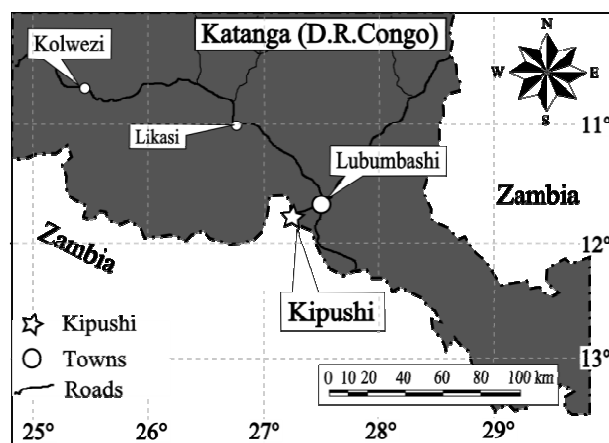 Katanga (D.R.Congo)
Kolwezi
N
W E
S
Likasi
11°
Lubumbashi
Zambia
Zambia
12°
Kipushi
Kipushi
Towns
Roads
13°
0 10 20 40 60 80 100 km
25° 26° 27° 28° 29°